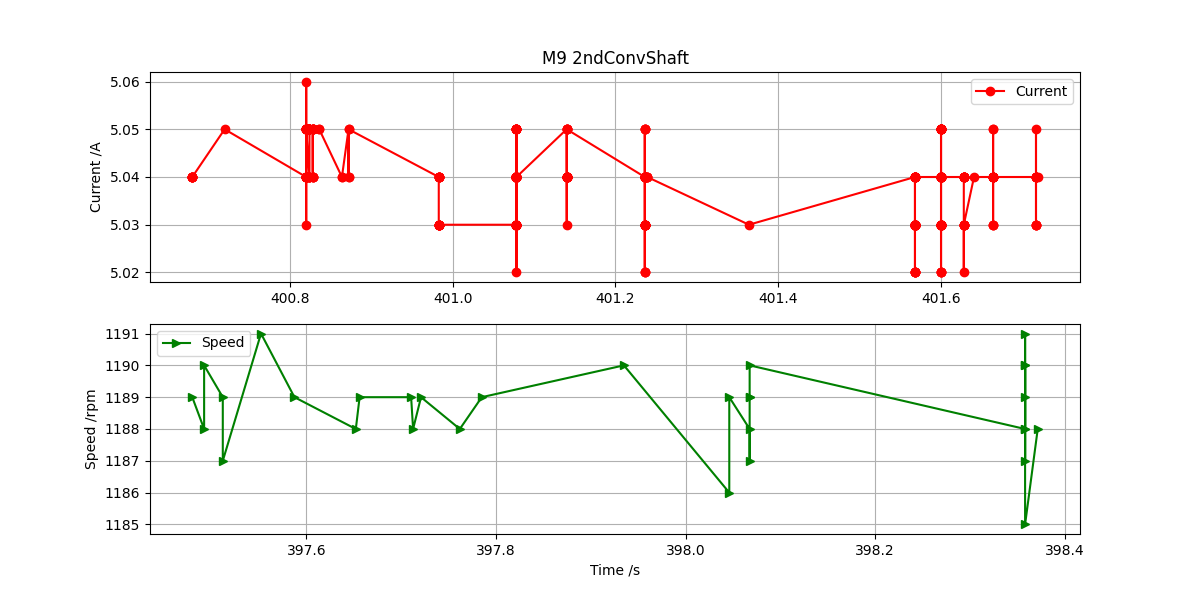 M9 2ndConvShaft
5.06
5.05
5.04
5.03
5.02
Current /A
Current
400.8 401.0 401.2 401.4 401.6
1191
1190
1189
1188
1187
1186
1185
Speed /rpm
Speed
397.6 397.8 398.0 398.2 398.4
Time /s